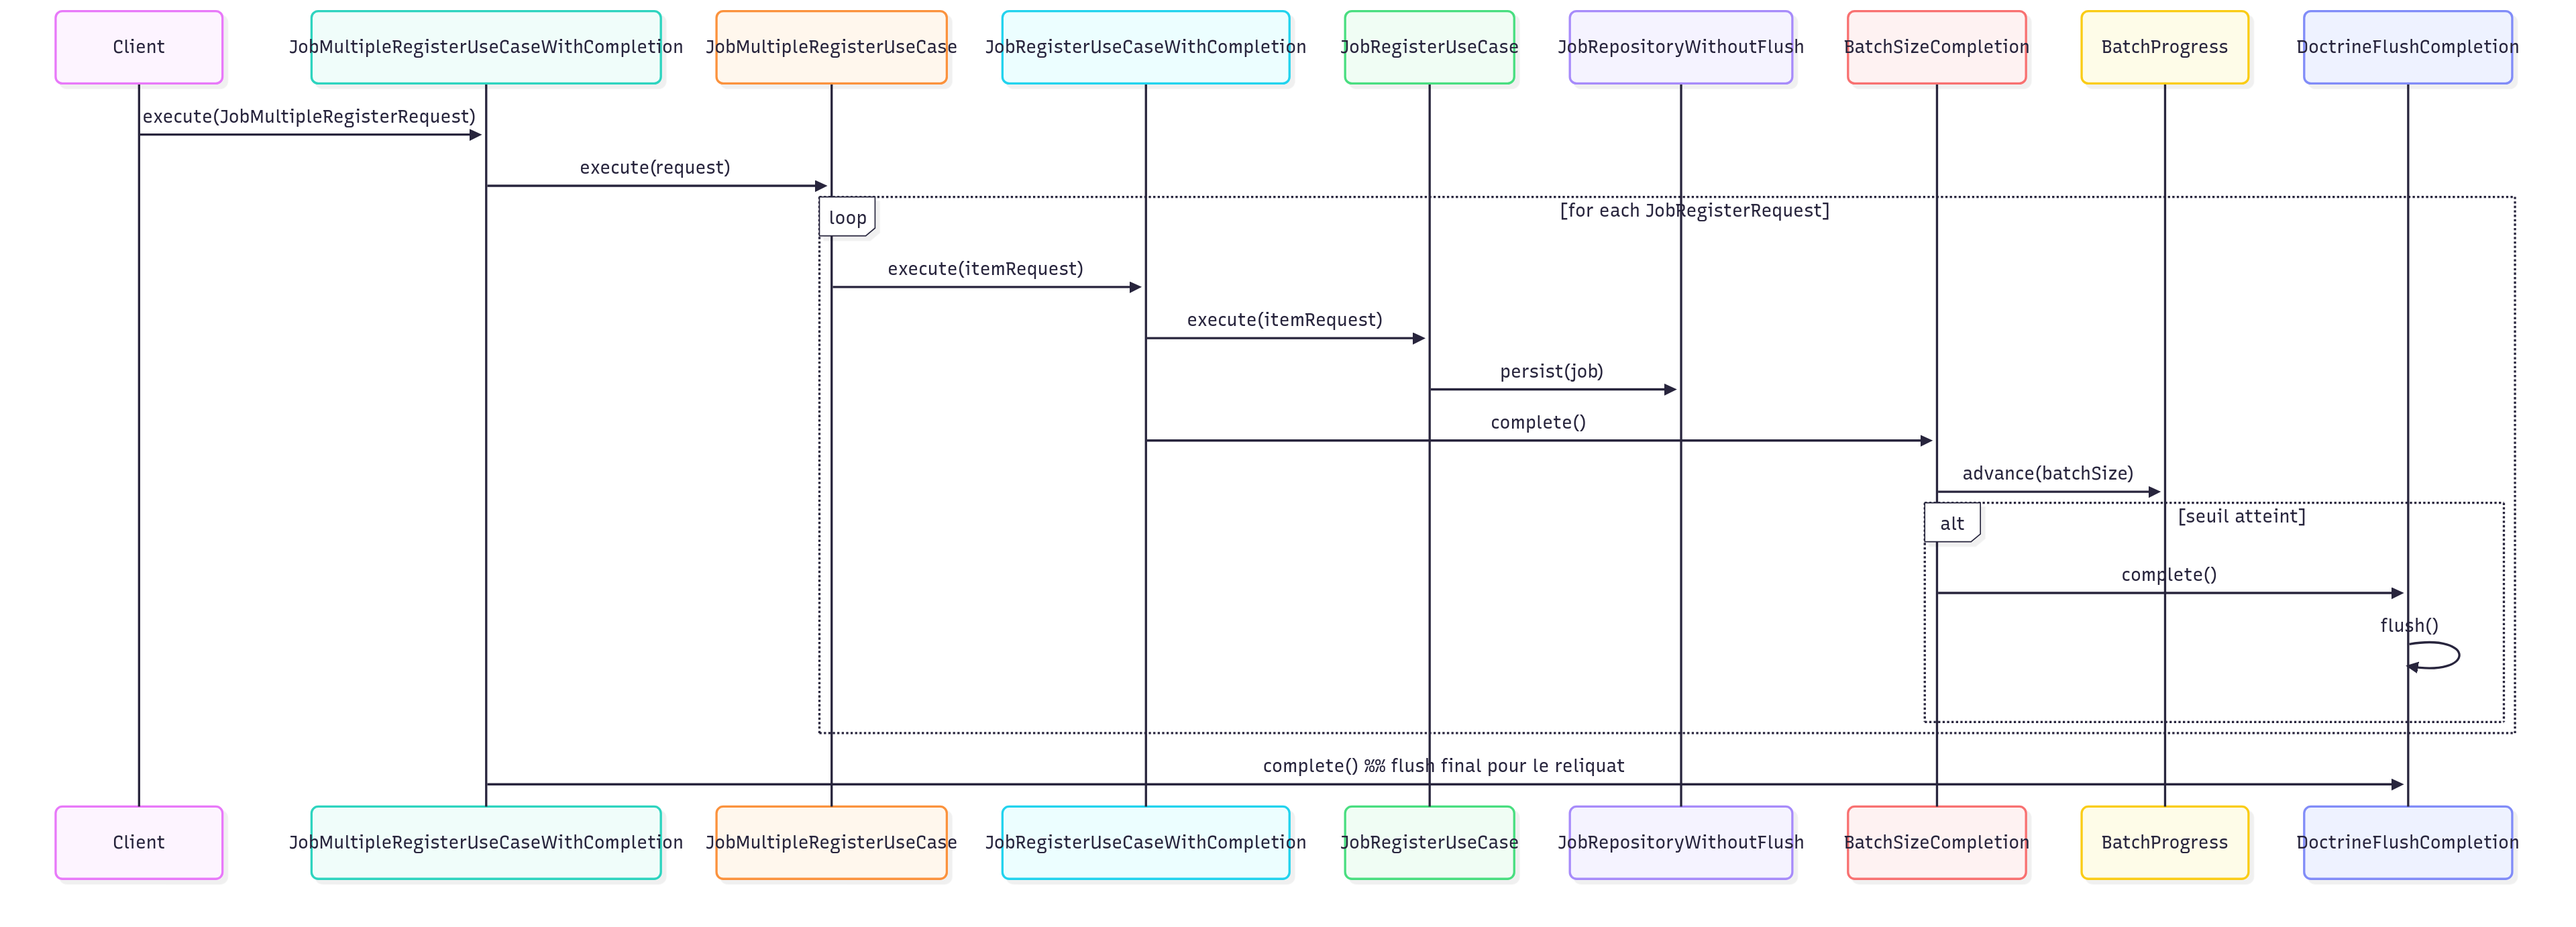 Client
JobMultipleRegisterUseCaseWithCompletion
JobMultipleRegisterUseCase
JobRegisterUseCaseWithCompletion
JobRegisterUseCase
JobRepositoryWithoutFlush
BatchSizeCompletion
BatchProgress
DoctrineFlushCompletion
execute(JobMultipleRegisterRequest)
execute(request)
loop
[for each JobRegisterRequest]
execute(itemRequest)
execute(itemRequest)
persist(job)
complete()
advance(batchSize)
alt
[seuil atteint]
complete()
flush()
complete() %% flush final pour le reliquat
Client
JobMultipleRegisterUseCaseWithCompletion
JobMultipleRegisterUseCase
JobRegisterUseCaseWithCompletion
JobRegisterUseCase
JobRepositoryWithoutFlush
BatchSizeCompletion
BatchProgress
DoctrineFlushCompletion